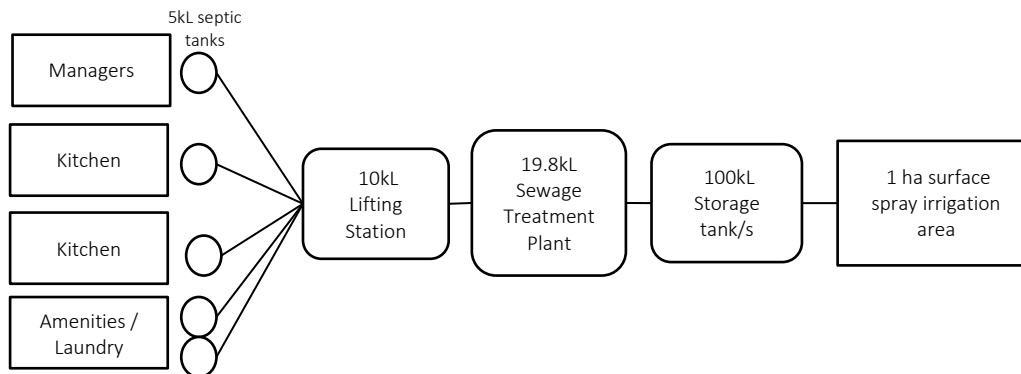 5kL septic
tanks
Managers
Kitchen
Kitchen
Amenities /
Laundry
10kL
Lifting
Station
19.8kL
Sewage
Treatment
Plant
100kL
Storage
tank/s
1 ha surface
spray irrigation
area